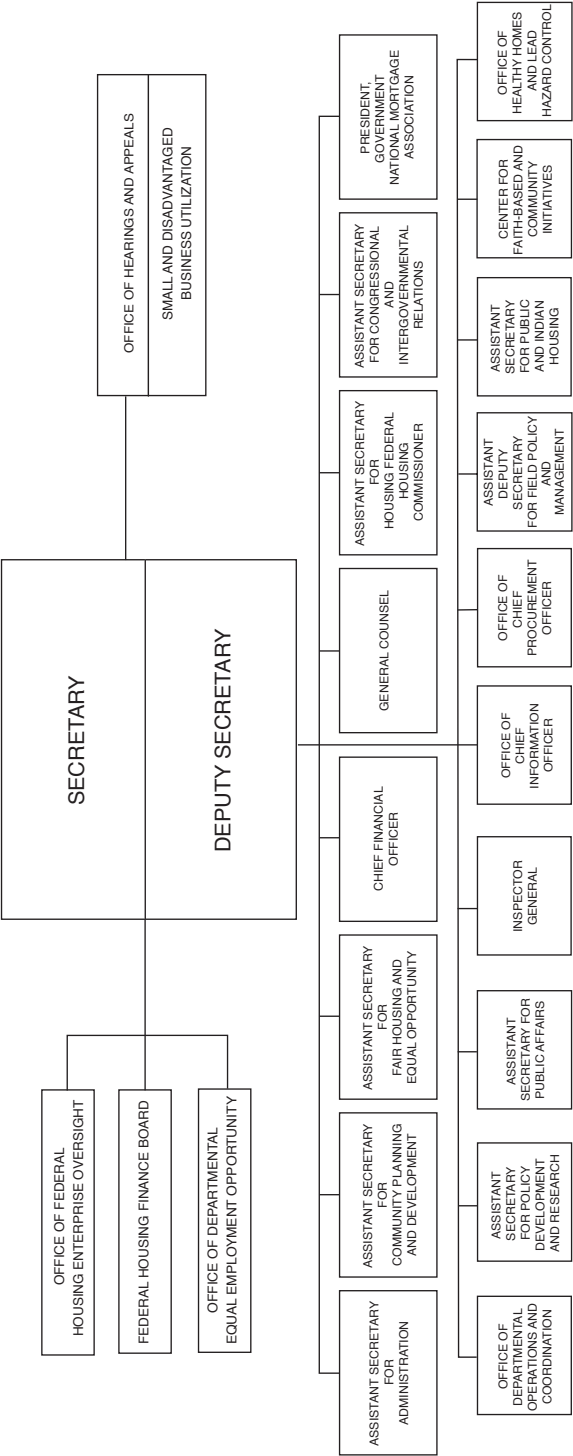 SECRETARY
DEPUTY SECRETARY
OFFICE OF FEDERAL
HOUSING ENTERPRISE OVERSIGHT
FEDERAL HOUSING FINANCE BOARD
OFFICE OF DEPARTMENTAL
EQUAL EMPLOYMENT OPPORTUNITY
OFFICE OF HEARINGS AND APPEALS
SMALL AND DISADVANTAGED
BUSINESS UTILIZATION
ASSISTANT SECRETARY
FOR
ADMINISTRATION
ASSISTANT SECRETARY
FOR
COMMUNITY PLANNING
AND DEVELOPMENT
ASSISTANT SECRETARY
FOR
FAIR HOUSING AND
EQUAL OPPORTUNITY
CHIEF FINANCIAL
OFFICER
GENERAL COUNSEL
ASSISTANT SECRETARY
FOR
HOUSING FEDERAL
HOUSING
COMMISSIONER
ASSISTANT SECRETARY
FOR CONGRESSIONAL
AND
INTERGOVERNMENTAL
RELATIONS
PRESIDENT,
GOVERNMENT
NATIONAL MORTGAGE
ASSOCIATION
OFFICE OF
DEPARTMENTAL
OPERATIONS AND
COORDINATION
ASSISTANT
SECRETARY
FOR POLICY
DEVELOPMENT
AND RESEARCH
ASSISTANT
SECRETARY FOR
PUBLIC AFFAIRS
INSPECTOR
GENERAL
OFFICE OF
CHIEF
INFORMATION
OFFICER
OFFICE OF
CHIEF
PROCUREMENT
OFFICER
ASSISTANT
DEPUTY
SECRETARY
FOR FIELD POLICY
AND
MANAGEMENT
ASSISTANT
SECRETARY
FOR PUBLIC
AND INDIAN
HOUSING
CENTER FOR
FAITH-BASED AND
COMMUNITY
INITIATIVES
OFFICE OF
HEALTHY HOMES
AND LEAD
HAZARD CONTROL